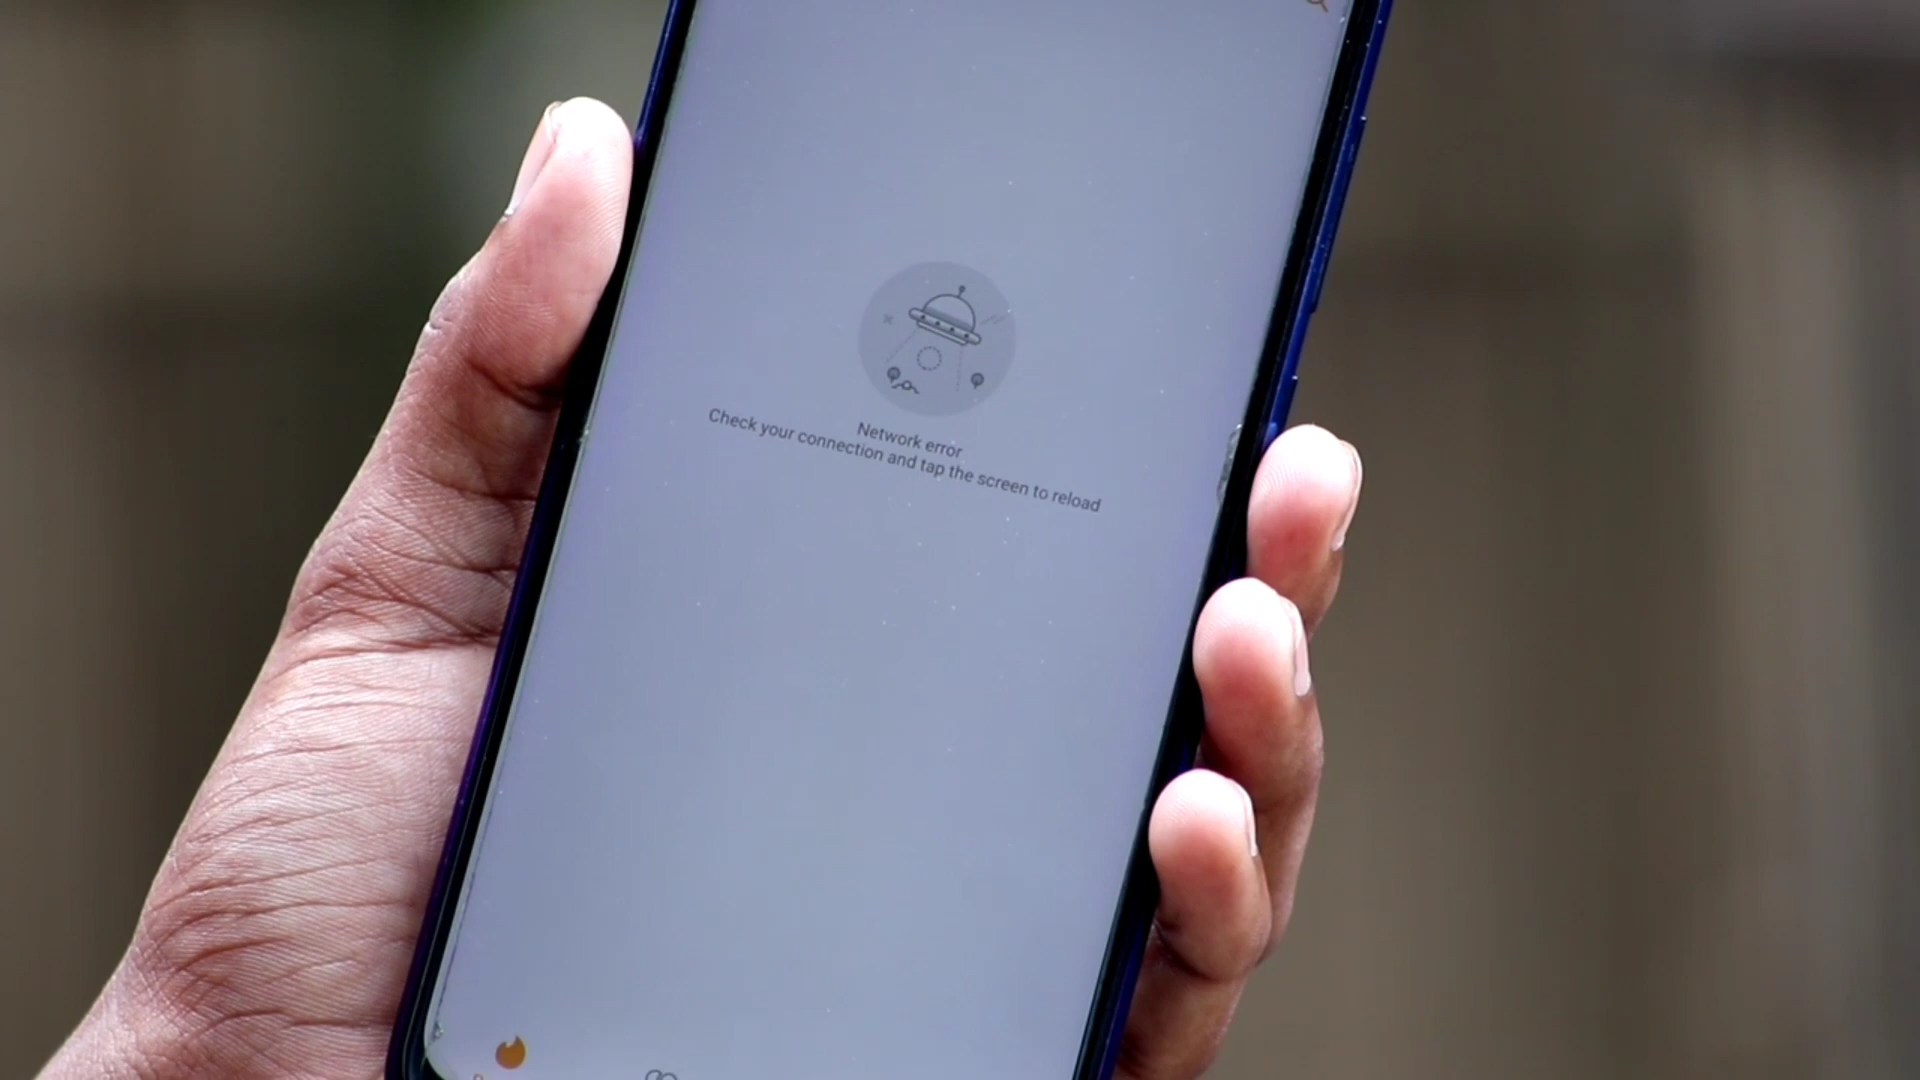 Network error
Check your connection and tap the screen to reload